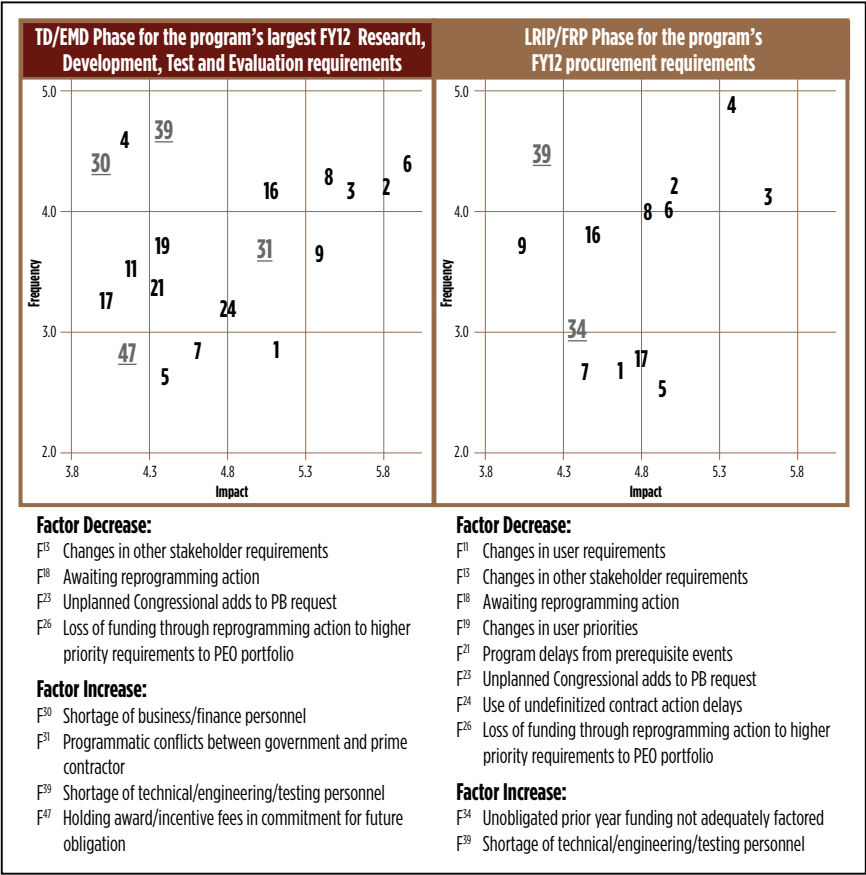 TD/EMD Phase for the program’s largest FY12 Research,
Development, Test and Evaluation requirements
5.0
4.0
3.0
2.0
Frequency
39
4
30
6
8
2
16
3
19
31
9
11
21
17
24
47
7
1
5
3.8
4.3
4.8
5.3
5.8
Impact
LRIP/FRP Phase for the program’s
FY12 procurement requirements
5.0
4.0
3.0
2.0
Frequency
4
39
2
3
8
6
16
9
34
17
7
1
5
3.8
4.3
4.8
5.3
5.8
Impact
Factor Decrease:
F13 Changes in other stakeholder requirements
F18 Awaiting reprogramming action
F23 Unplanned Congressional adds to PB request
F26 Loss of funding through reprogramming action to higher
priority requirements to PEO portfolio
Factor Increase:
F30 Shortage of business/finance personnel
F31 Programmatic conflicts between government and prime
contractor
F39 Shortage of technical/engineering/testing personnel
F47 Holding award/incentive fees in commitment for future
obligation
Factor Decrease:
F11 Changes in user requirements
F13 Changes in other stakeholder requirements
F18 Awaiting reprogramming action
F19 Changes in user priorities
F21 Program delays from prerequisite events
F23 Unplanned Congressional adds to PB request
F24 Use of undefinitized contract action delays
F26 Loss of funding through reprogramming action to higher
priority requirements to PEO portfolio
Factor Increase:
F34 Unobligated prior year funding not adequately factored
F39 Shortage of technical/engineering/testing personnel